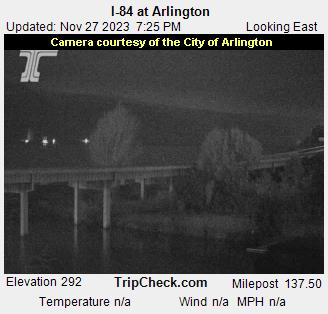 I-84 at Arlington
Updated: Nov 27 2023 7:25 PM Looking East
Camera courtesy of the City of Arlington
Elevation 292 TripCheck.com Milepost 137.50
Temperature n/a Wind n/a MPH n/a